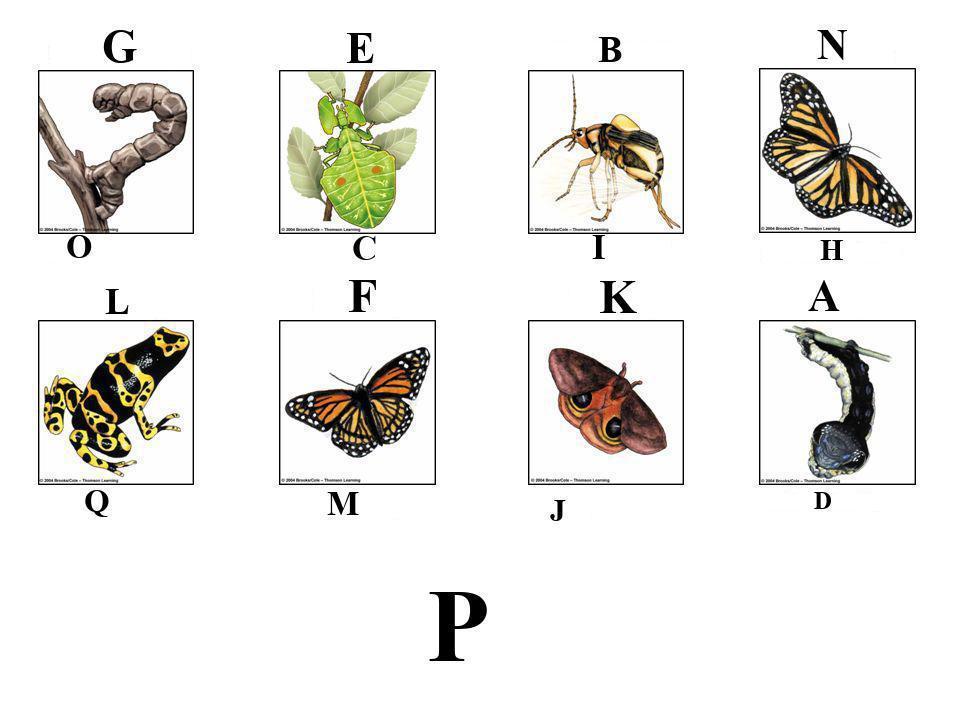 G E B N
© 2004 Brooks/Cole – Thomson Learning © 2004 Brooks/Cole – Thomson Learning © 2004 Brooks/Cole – Thomson Learning © 2004 Brooks/Cole – Thomson Learning
O C I H
L F K A
© 2004 Brooks/Cole – Thomson Learning © 2004 Brooks/Cole – Thomson Learning © 2004 Brooks/Cole – Thomson Learning © 2004 Brooks/Cole – Thomson Learning
Q M J D
P